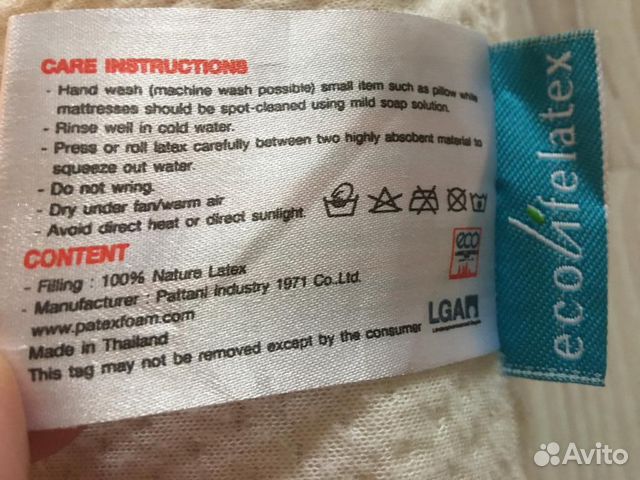 CARE INSTRUCTIONS
- Hand wash (machine wash possible) small item such as pillow while
mattresses should be spot-cleaned using mild soap solution.
- Rinse well in cold water.
- Press or roll latex carefully between two highly absobent material to
squeeze out water.
- Do not wring.
- Dry under fan/warm air
- Avoid direct heat or direct sunlight.
CONTENT
- Filling : 100% Nature Latex
- Manufacturer : Pattani Industry 1971 Co.,Ltd.
www.patexfoam.com
Made in Thailand
This tag may not be removed except by the consumer
eco
LGA
ecolifelatex
Avito